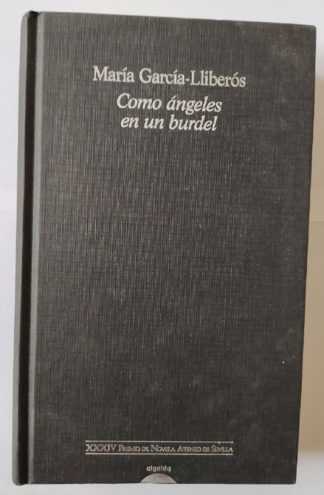 María García-Lliberós
Como ángeles
en un burdel
XXXIV Premio de Novela Ateneo de Sevilla
algaida